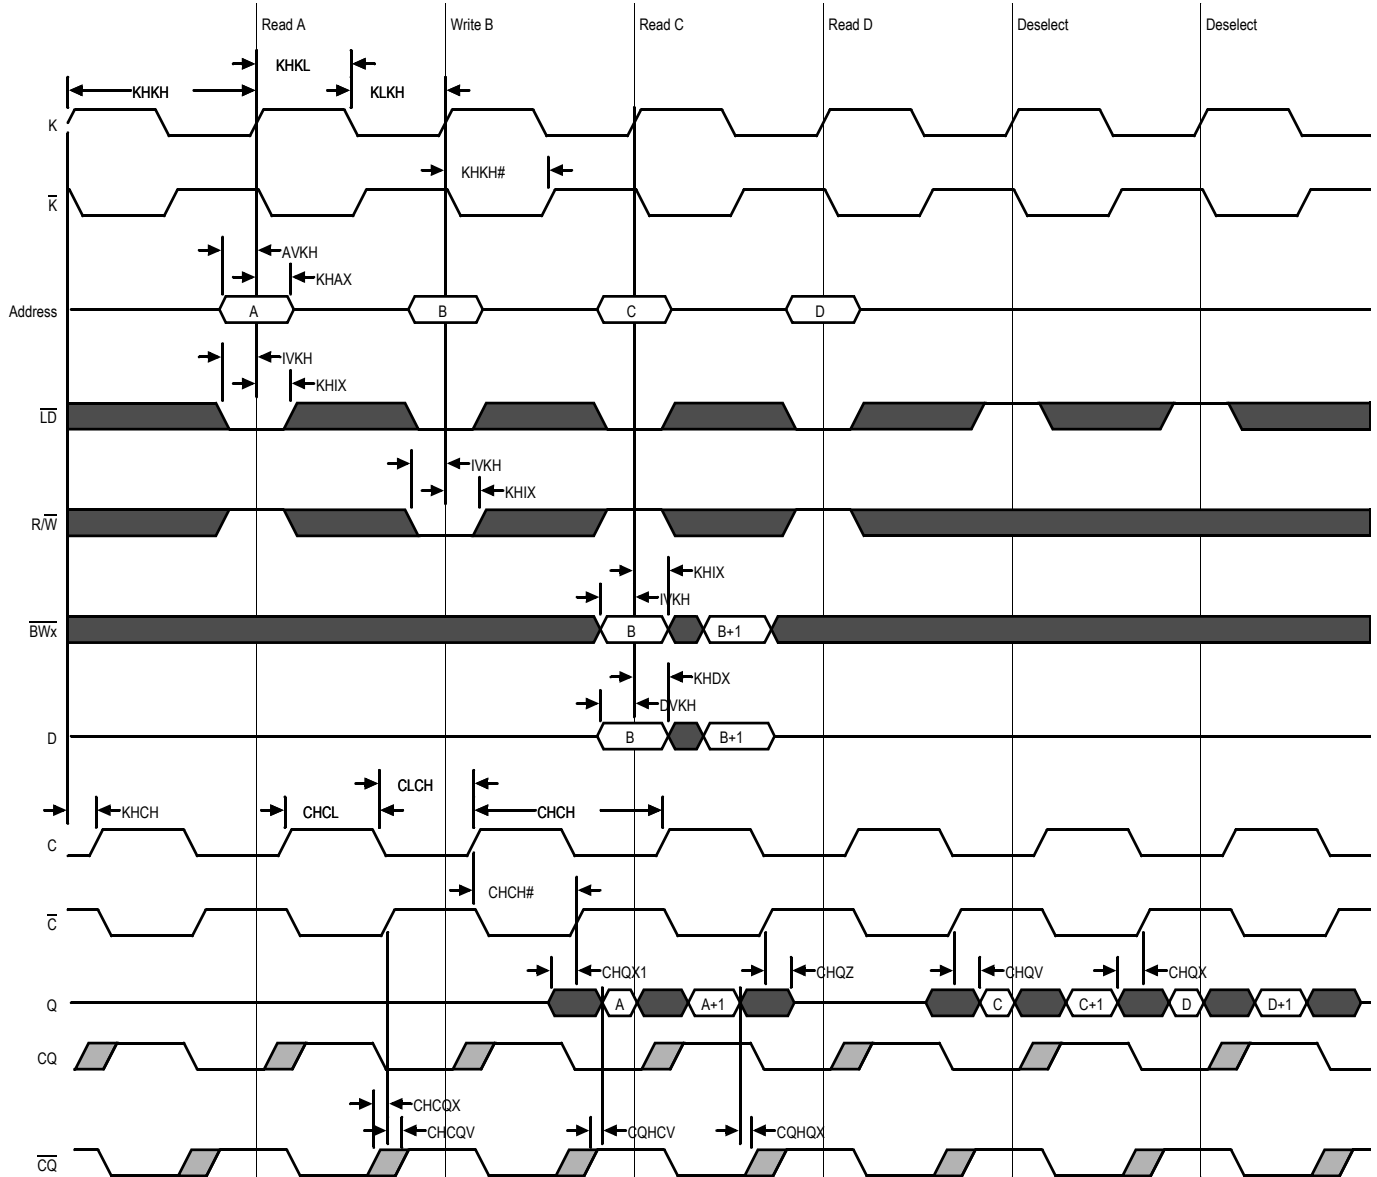 Read A Write B Read C Read D Deselect Deselect
KHKL
KHKH KLKH
K
KHKH#
K
AVKH
KHAX
Address A B C D
IVKH
KHIX
LD
IVKH
KHIX
R/W
KHIX
IVKH
BWx B B+1
KHDX
DVKH
D B B+1
CLCH
KHCH CHCL CHCH
C
CHCH#
C
CHQX1 CHQZ CHQV CHQX
Q A A+1 C C+1 D D+1
CQ
CHCQX
CHCQV CQHCV CQHQX
CQ